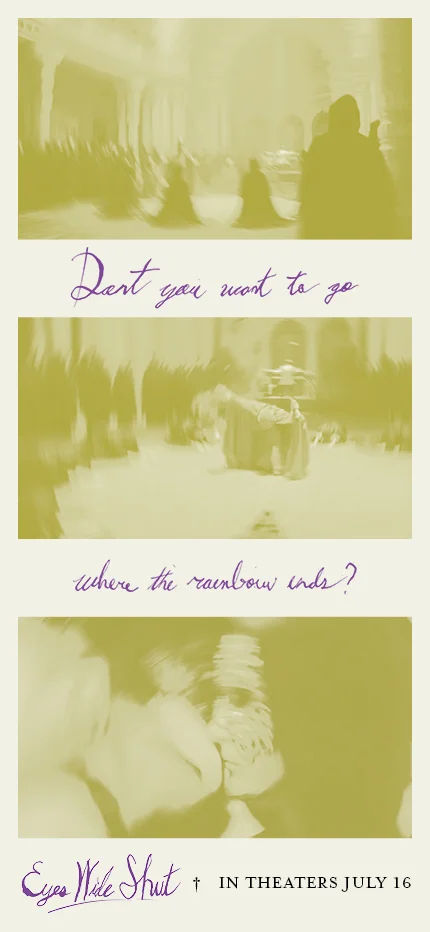 Don't you want to go
where the rainbow ends?
Eyes Wide Shut † IN THEATERS JULY 16